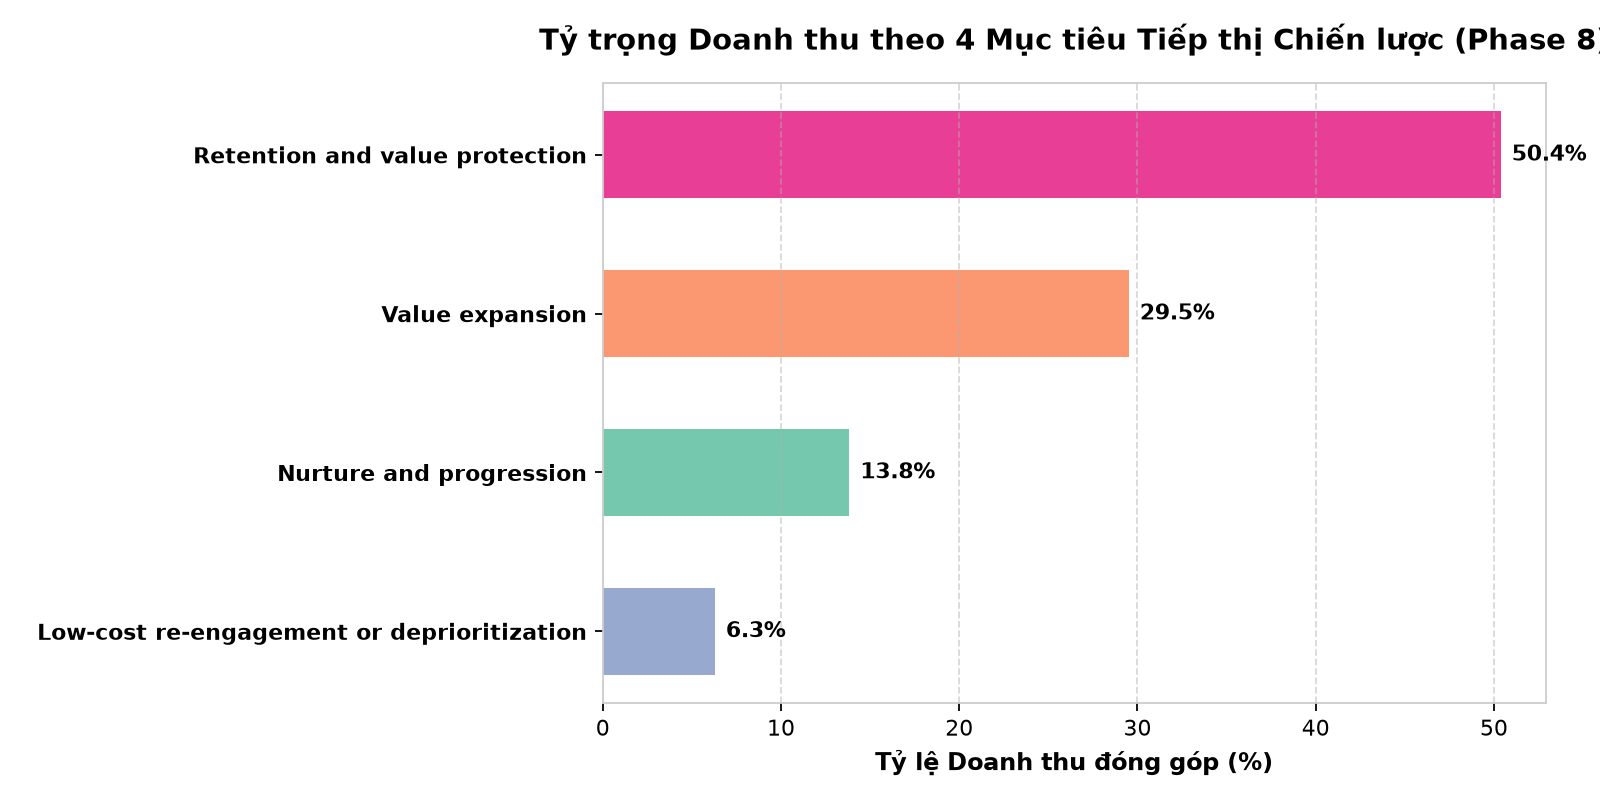 Tỷ trọng Doanh thu theo 4 Mục tiêu Tiếp thị Chiến lược (Phase 8)
Retention and value protection
50.4%
Value expansion
29.5%
Nurture and progression
13.8%
Low-cost re-engagement or deprioritization
6.3%
0 10 20 30 40 50
Tỷ lệ Doanh thu đóng góp (%)